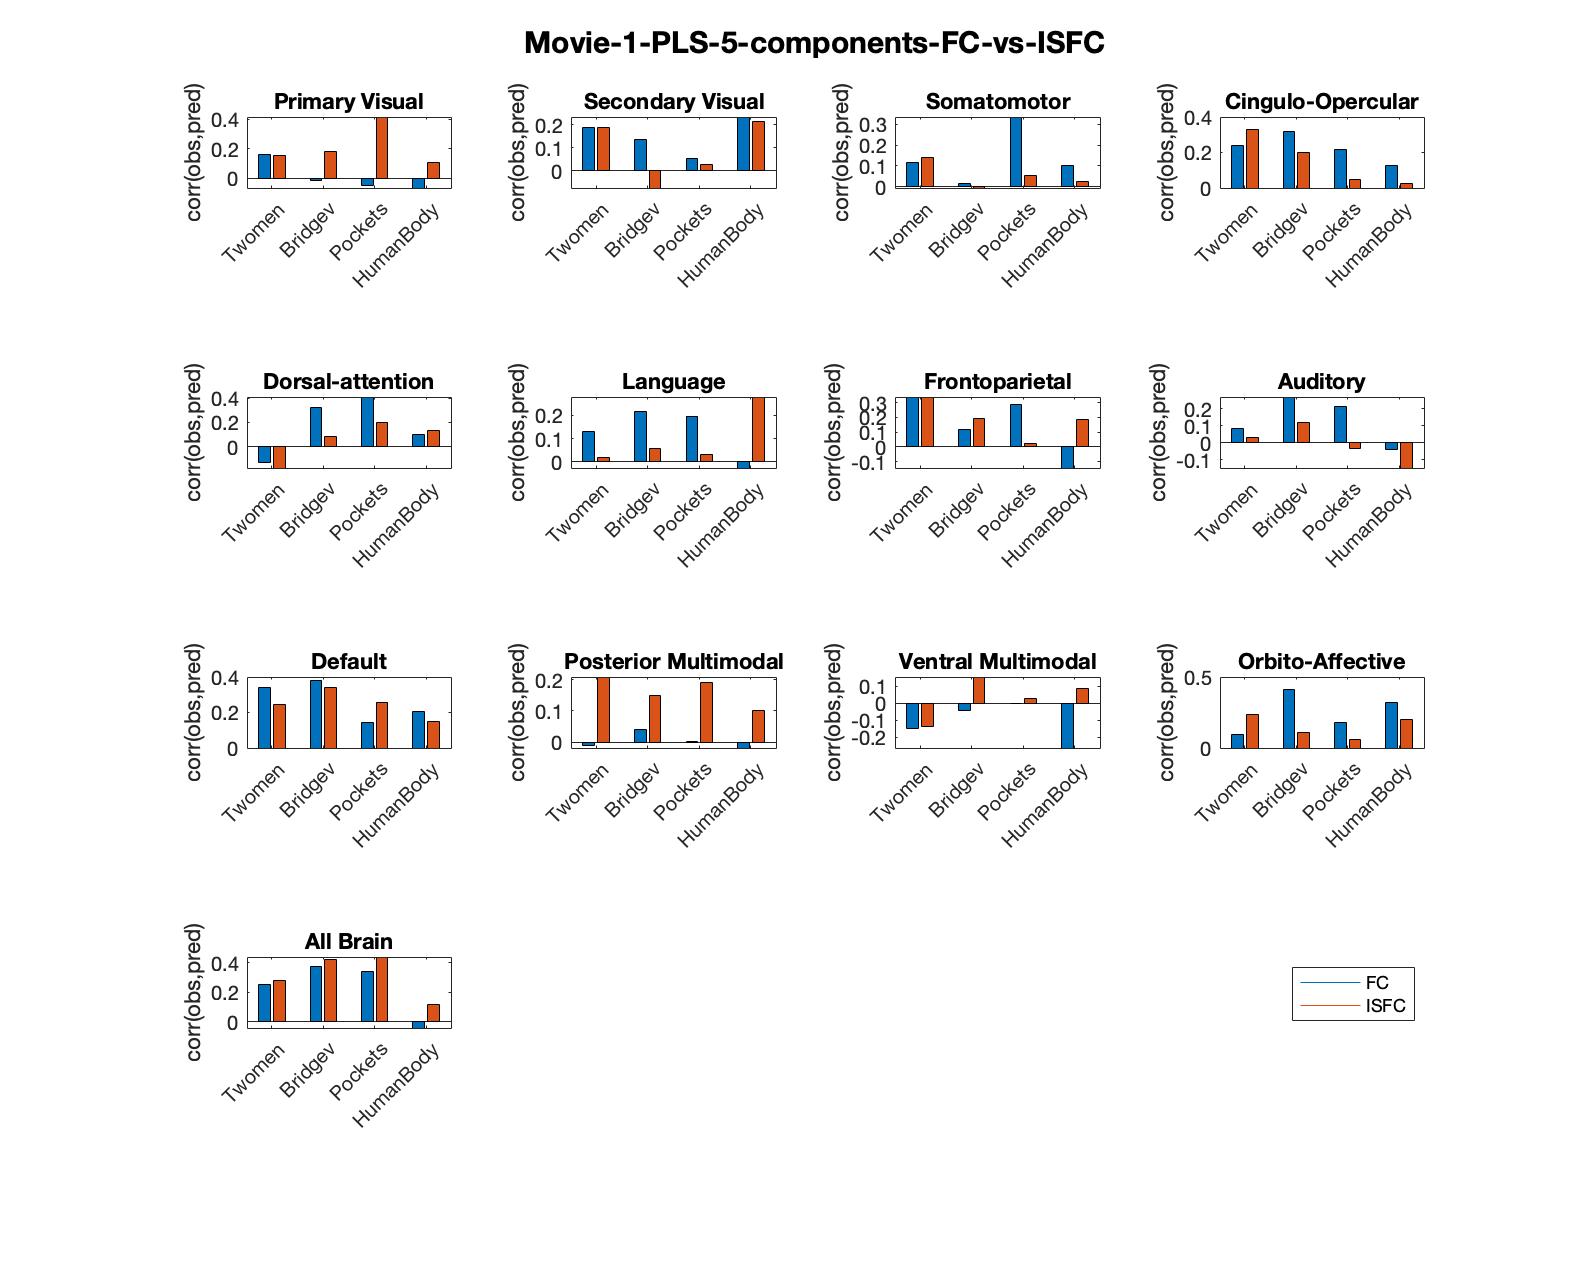 Movie-1-PLS-5-components-FC-vs-ISFC
Primary Visual
corr(obs,pred)
0.4
0.2
0
Twomen
Bridgev
Pockets
HumanBody
Secondary Visual
corr(obs,pred)
0.2
0.1
0
Twomen
Bridgev
Pockets
HumanBody
Somatomotor
corr(obs,pred)
0.3
0.2
0.1
0
Twomen
Bridgev
Pockets
HumanBody
Cingulo-Opercular
corr(obs,pred)
0.4
0.2
0
Twomen
Bridgev
Pockets
HumanBody
Dorsal-attention
corr(obs,pred)
0.4
0.2
0
Twomen
Bridgev
Pockets
HumanBody
Language
corr(obs,pred)
0.2
0.1
0
Twomen
Bridgev
Pockets
HumanBody
Frontoparietal
corr(obs,pred)
0.3
0.2
0.1
0
-0.1
Twomen
Bridgev
Pockets
HumanBody
Auditory
corr(obs,pred)
0.2
0.1
0
-0.1
Twomen
Bridgev
Pockets
HumanBody
Default
corr(obs,pred)
0.4
0.2
0
Twomen
Bridgev
Pockets
HumanBody
Posterior Multimodal
corr(obs,pred)
0.2
0.1
0
Twomen
Bridgev
Pockets
HumanBody
Ventral Multimodal
corr(obs,pred)
0.1
0
-0.1
-0.2
Twomen
Bridgev
Pockets
HumanBody
Orbito-Affective
corr(obs,pred)
0.5
0
Twomen
Bridgev
Pockets
HumanBody
All Brain
corr(obs,pred)
0.4
0.2
0
Twomen
Bridgev
Pockets
HumanBody
FC
ISFC